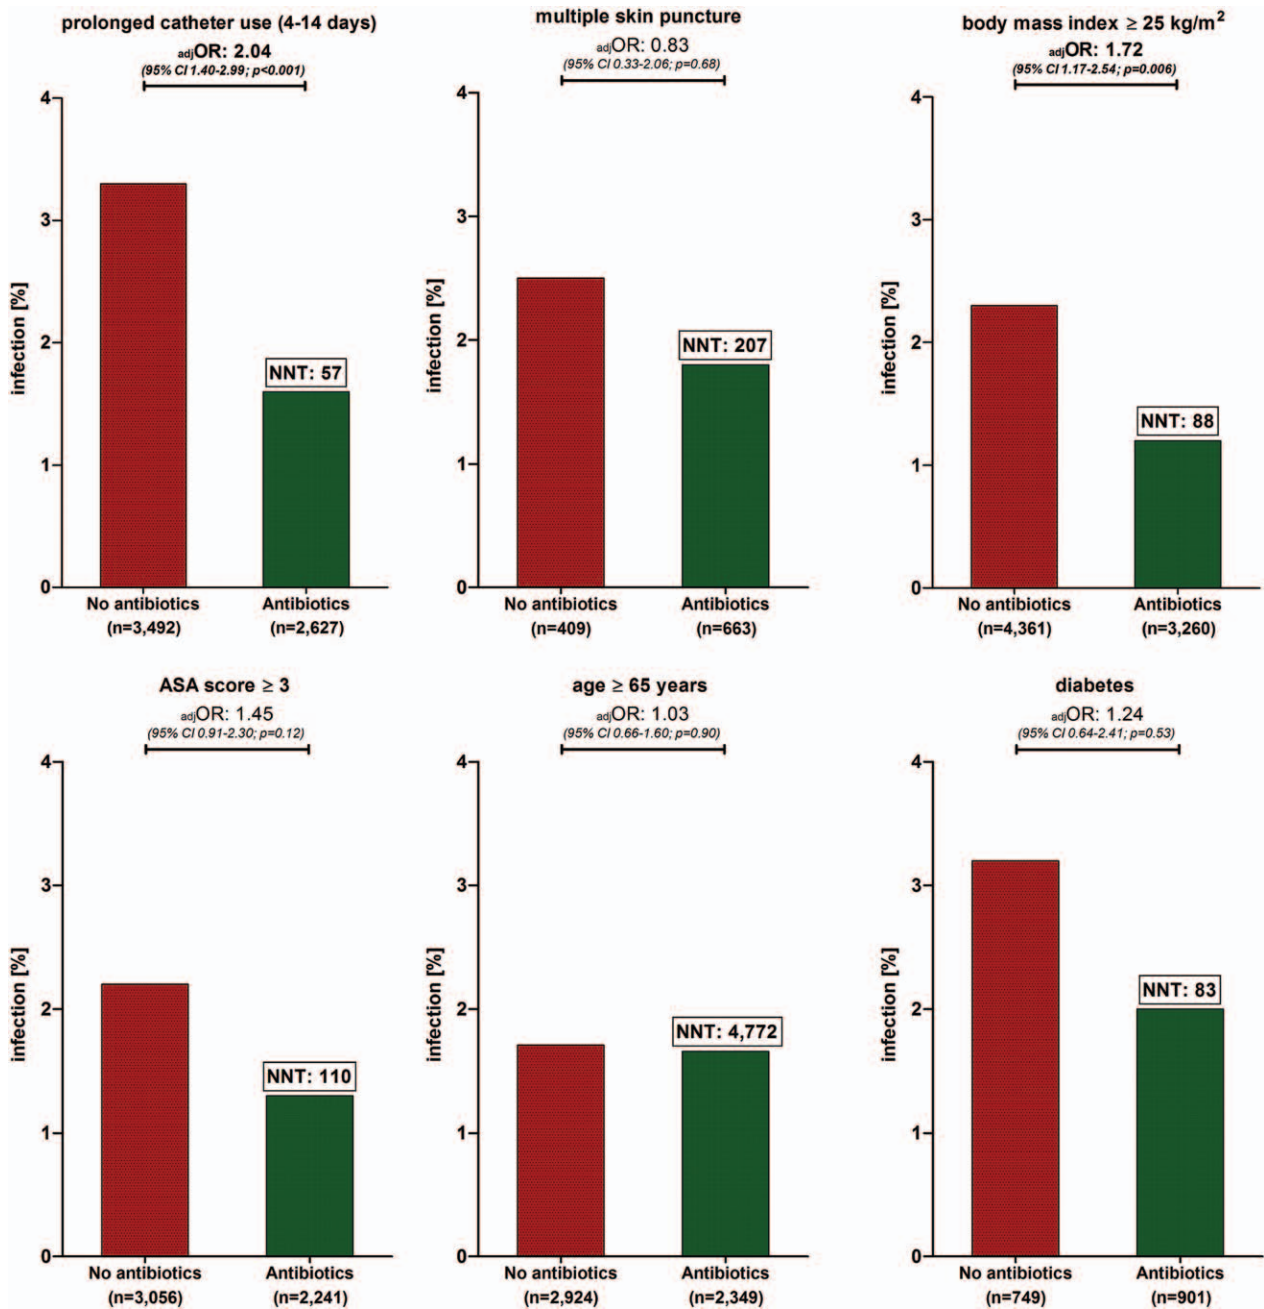 prolonged catheter use (4-14 days)
adjOR: 2.04
(95% CI 1.40-2.99; p<0.001)
4
3
2
1
0
infection [%]
NNT: 57
No antibiotics
(n=3,492)
Antibiotics
(n=2,627)
multiple skin puncture
adjOR: 0.83
(95% CI 0.33-2.06; p=0.68)
4
3
2
1
0
infection [%]
NNT: 207
No antibiotics
(n=409)
Antibiotics
(n=663)
body mass index ≥ 25 kg/m²
adjOR: 1.72
(95% CI 1.17-2.54; p=0.006)
4
3
2
1
0
infection [%]
NNT: 88
No antibiotics
(n=4,361)
Antibiotics
(n=3,260)
ASA score ≥ 3
adjOR: 1.45
(95% CI 0.91-2.30; p=0.12)
4
3
2
1
0
infection [%]
NNT: 110
No antibiotics
(n=3,056)
Antibiotics
(n=2,241)
age ≥ 65 years
adjOR: 1.03
(95% CI 0.66-1.60; p=0.90)
4
3
2
1
0
infection [%]
NNT: 4,772
No antibiotics
(n=2,924)
Antibiotics
(n=2,349)
diabetes
adjOR: 1.24
(95% CI 0.64-2.41; p=0.53)
4
3
2
1
0
infection [%]
NNT: 83
No antibiotics
(n=749)
Antibiotics
(n=901)